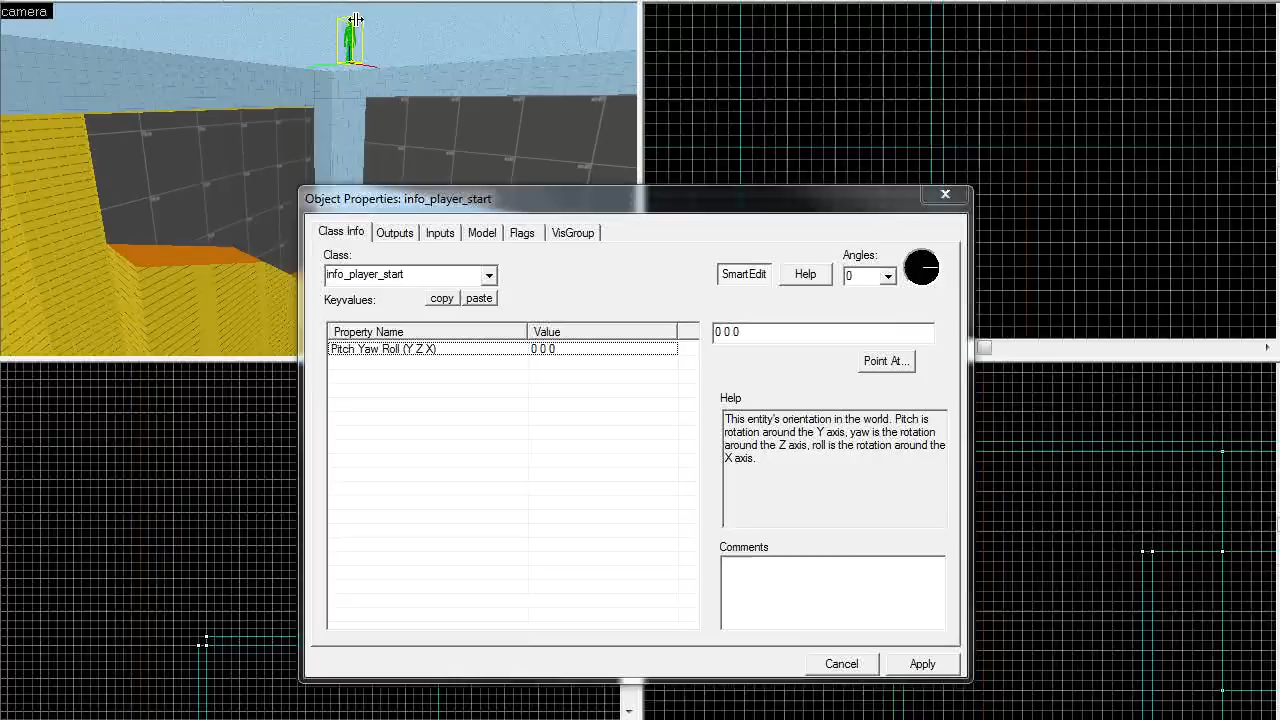 camera
Object Properties: info_player_start
Class Info Outputs Inputs Model Flags VisGroup
Class:
info_player_start
SmartEdit
Help
Angles:
0
Keyvalues:
copy paste
Property Name Value
Pitch Yaw Roll (Y Z X) 0 0 0
0 0 0
Point At...
Help
This entity's orientation in the world. Pitch is
rotation around the Y axis, yaw is the rotation
around the Z axis, roll is the rotation around the
X axis.
Comments
Cancel Apply